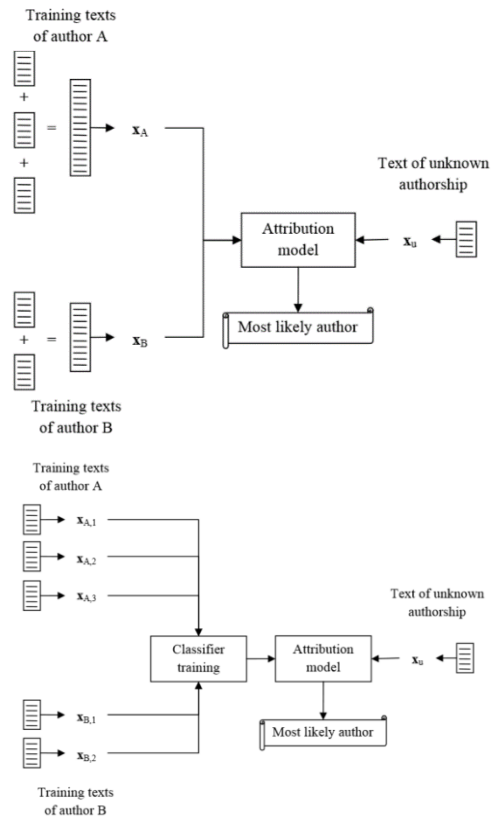 Training texts
of author A
+
=
x_A
+
Text of unknown
authorship
Attribution
model
x_u
Most likely author
+
=
x_B
Training texts
of author B
Training texts
of author A
x_A,1
x_A,2
x_A,3
Text of unknown
authorship
Classifier
training
Attribution
model
x_u
x_B,1
Most likely author
x_B,2
Training texts
of author B